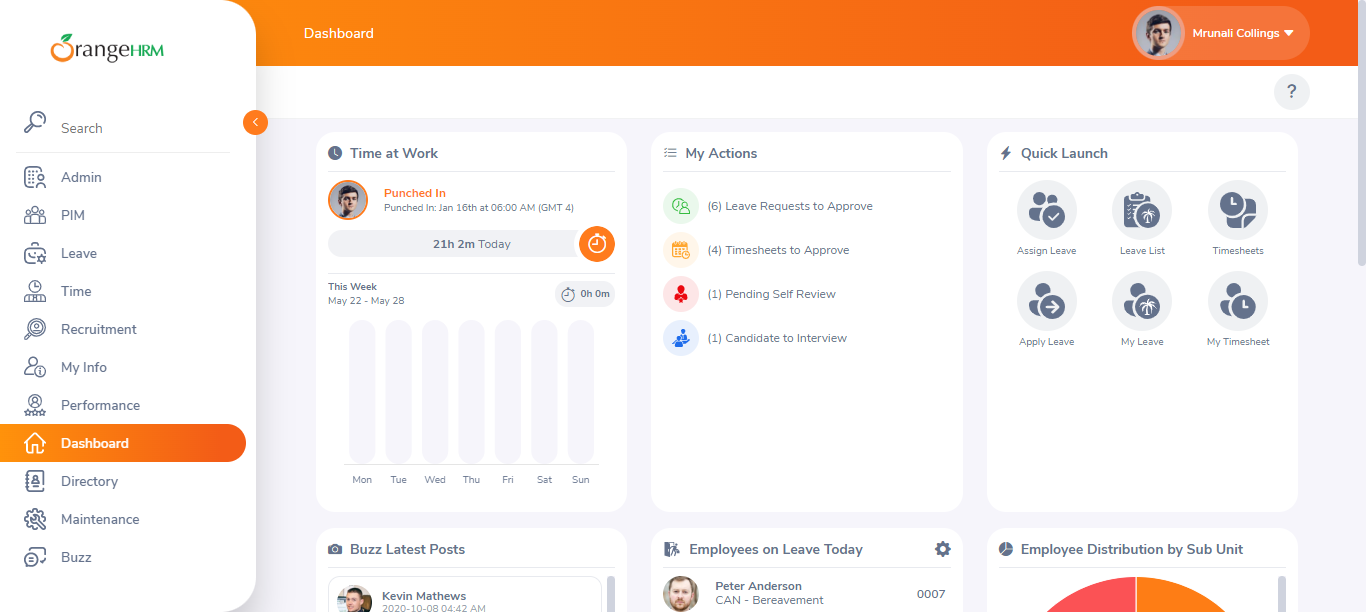 OrangeHRM
Search
Admin
PIM
Leave
Time
Recruitment
My Info
Performance
Dashboard
Directory
Maintenance
Buzz
Dashboard
Mrunali Collings
?
Time at Work
Punched In
Punched In: Jan 16th at 06:00 AM (GMT 4)
21h 2m Today
This Week
May 22 - May 28
0h 0m
Mon Tue Wed Thu Fri Sat Sun
My Actions
(6) Leave Requests to Approve
(4) Timesheets to Approve
(1) Pending Self Review
(1) Candidate to Interview
Quick Launch
Assign Leave Leave List Timesheets
Apply Leave My Leave My Timesheet
Buzz Latest Posts
Kevin Mathews
2020-10-08 04:42 AM
Employees on Leave Today
Peter Anderson
CAN - Bereavement
0007
Employee Distribution by Sub Unit